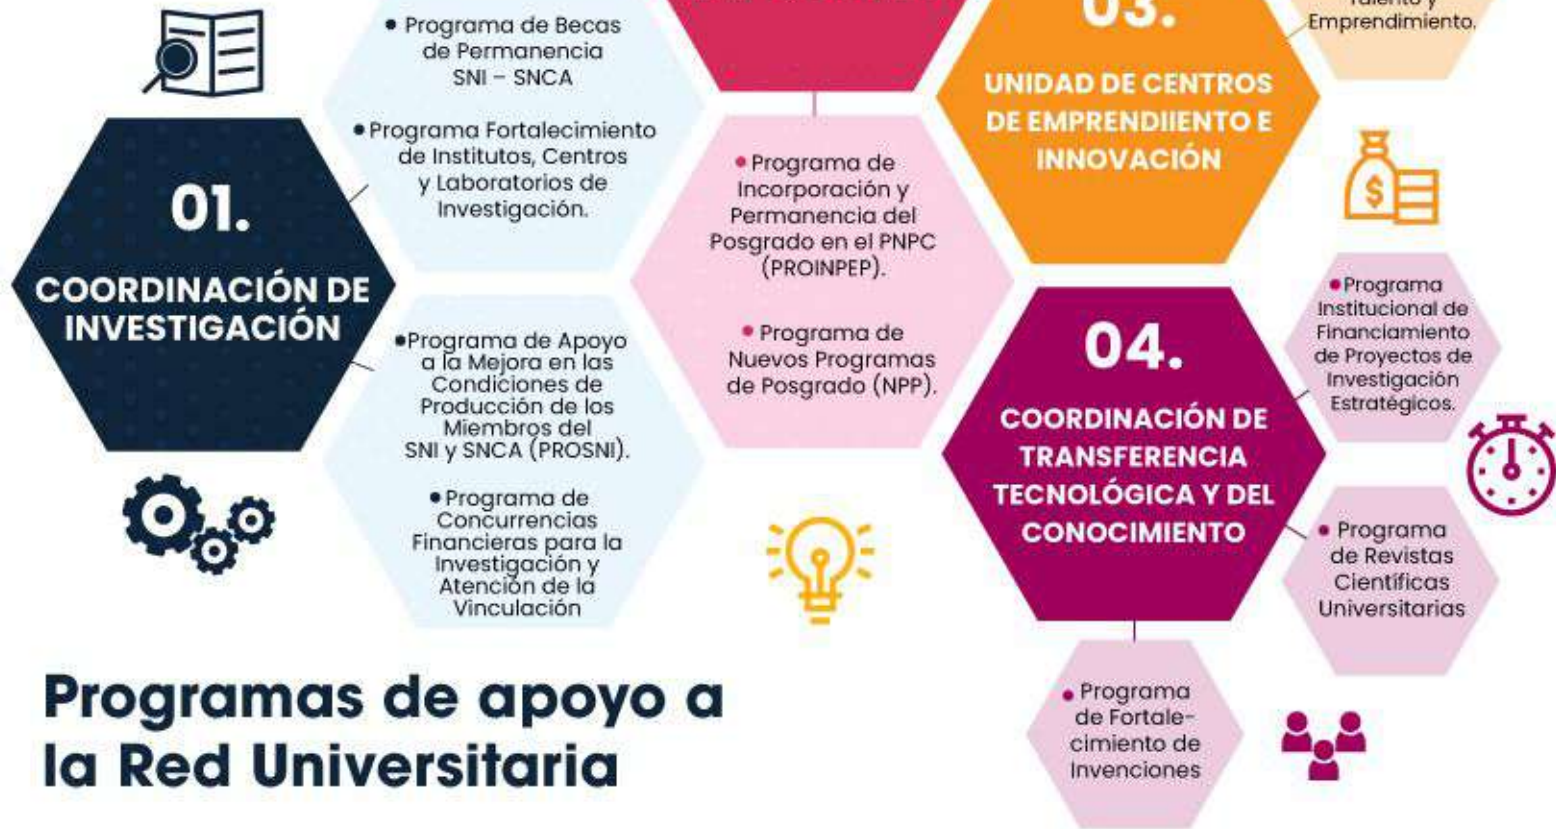 • Programa de Becas
de Permanencia
SNI – SNCA
• Programa Fortalecimiento
de Institutos, Centros
y Laboratorios de
Investigación.
01.
COORDINACIÓN DE
INVESTIGACIÓN
•Programa de Apoyo
a la Mejora en las
Condiciones de
Producción de los
Miembros del
SNI y SNCA (PROSNI).
• Programa de
Concurrencias
Financieras para la
Investigación y
Atención de la
Vinculación
• Programa de
Incorporación y
Permanencia del
Posgrado en el PNPC
(PROINPEP).
• Programa de
Nuevos Programas
de Posgrado (NPP).
03.
UNIDAD DE CENTROS
DE EMPRENDIIENTO E
INNOVACIÓN
Talento y
Emprendimiento.
$
04.
COORDINACIÓN DE
TRANSFERENCIA
TECNOLÓGICA Y DEL
CONOCIMIENTO
• Programa
Institucional de
Financiamiento
de Proyectos de
Investigación
Estratégicos.
• Programa
de Revistas
Científicas
Universitarias
• Programa
de Fortale-
cimiento de
Invenciones
Programas de apoyo a
la Red Universitaria